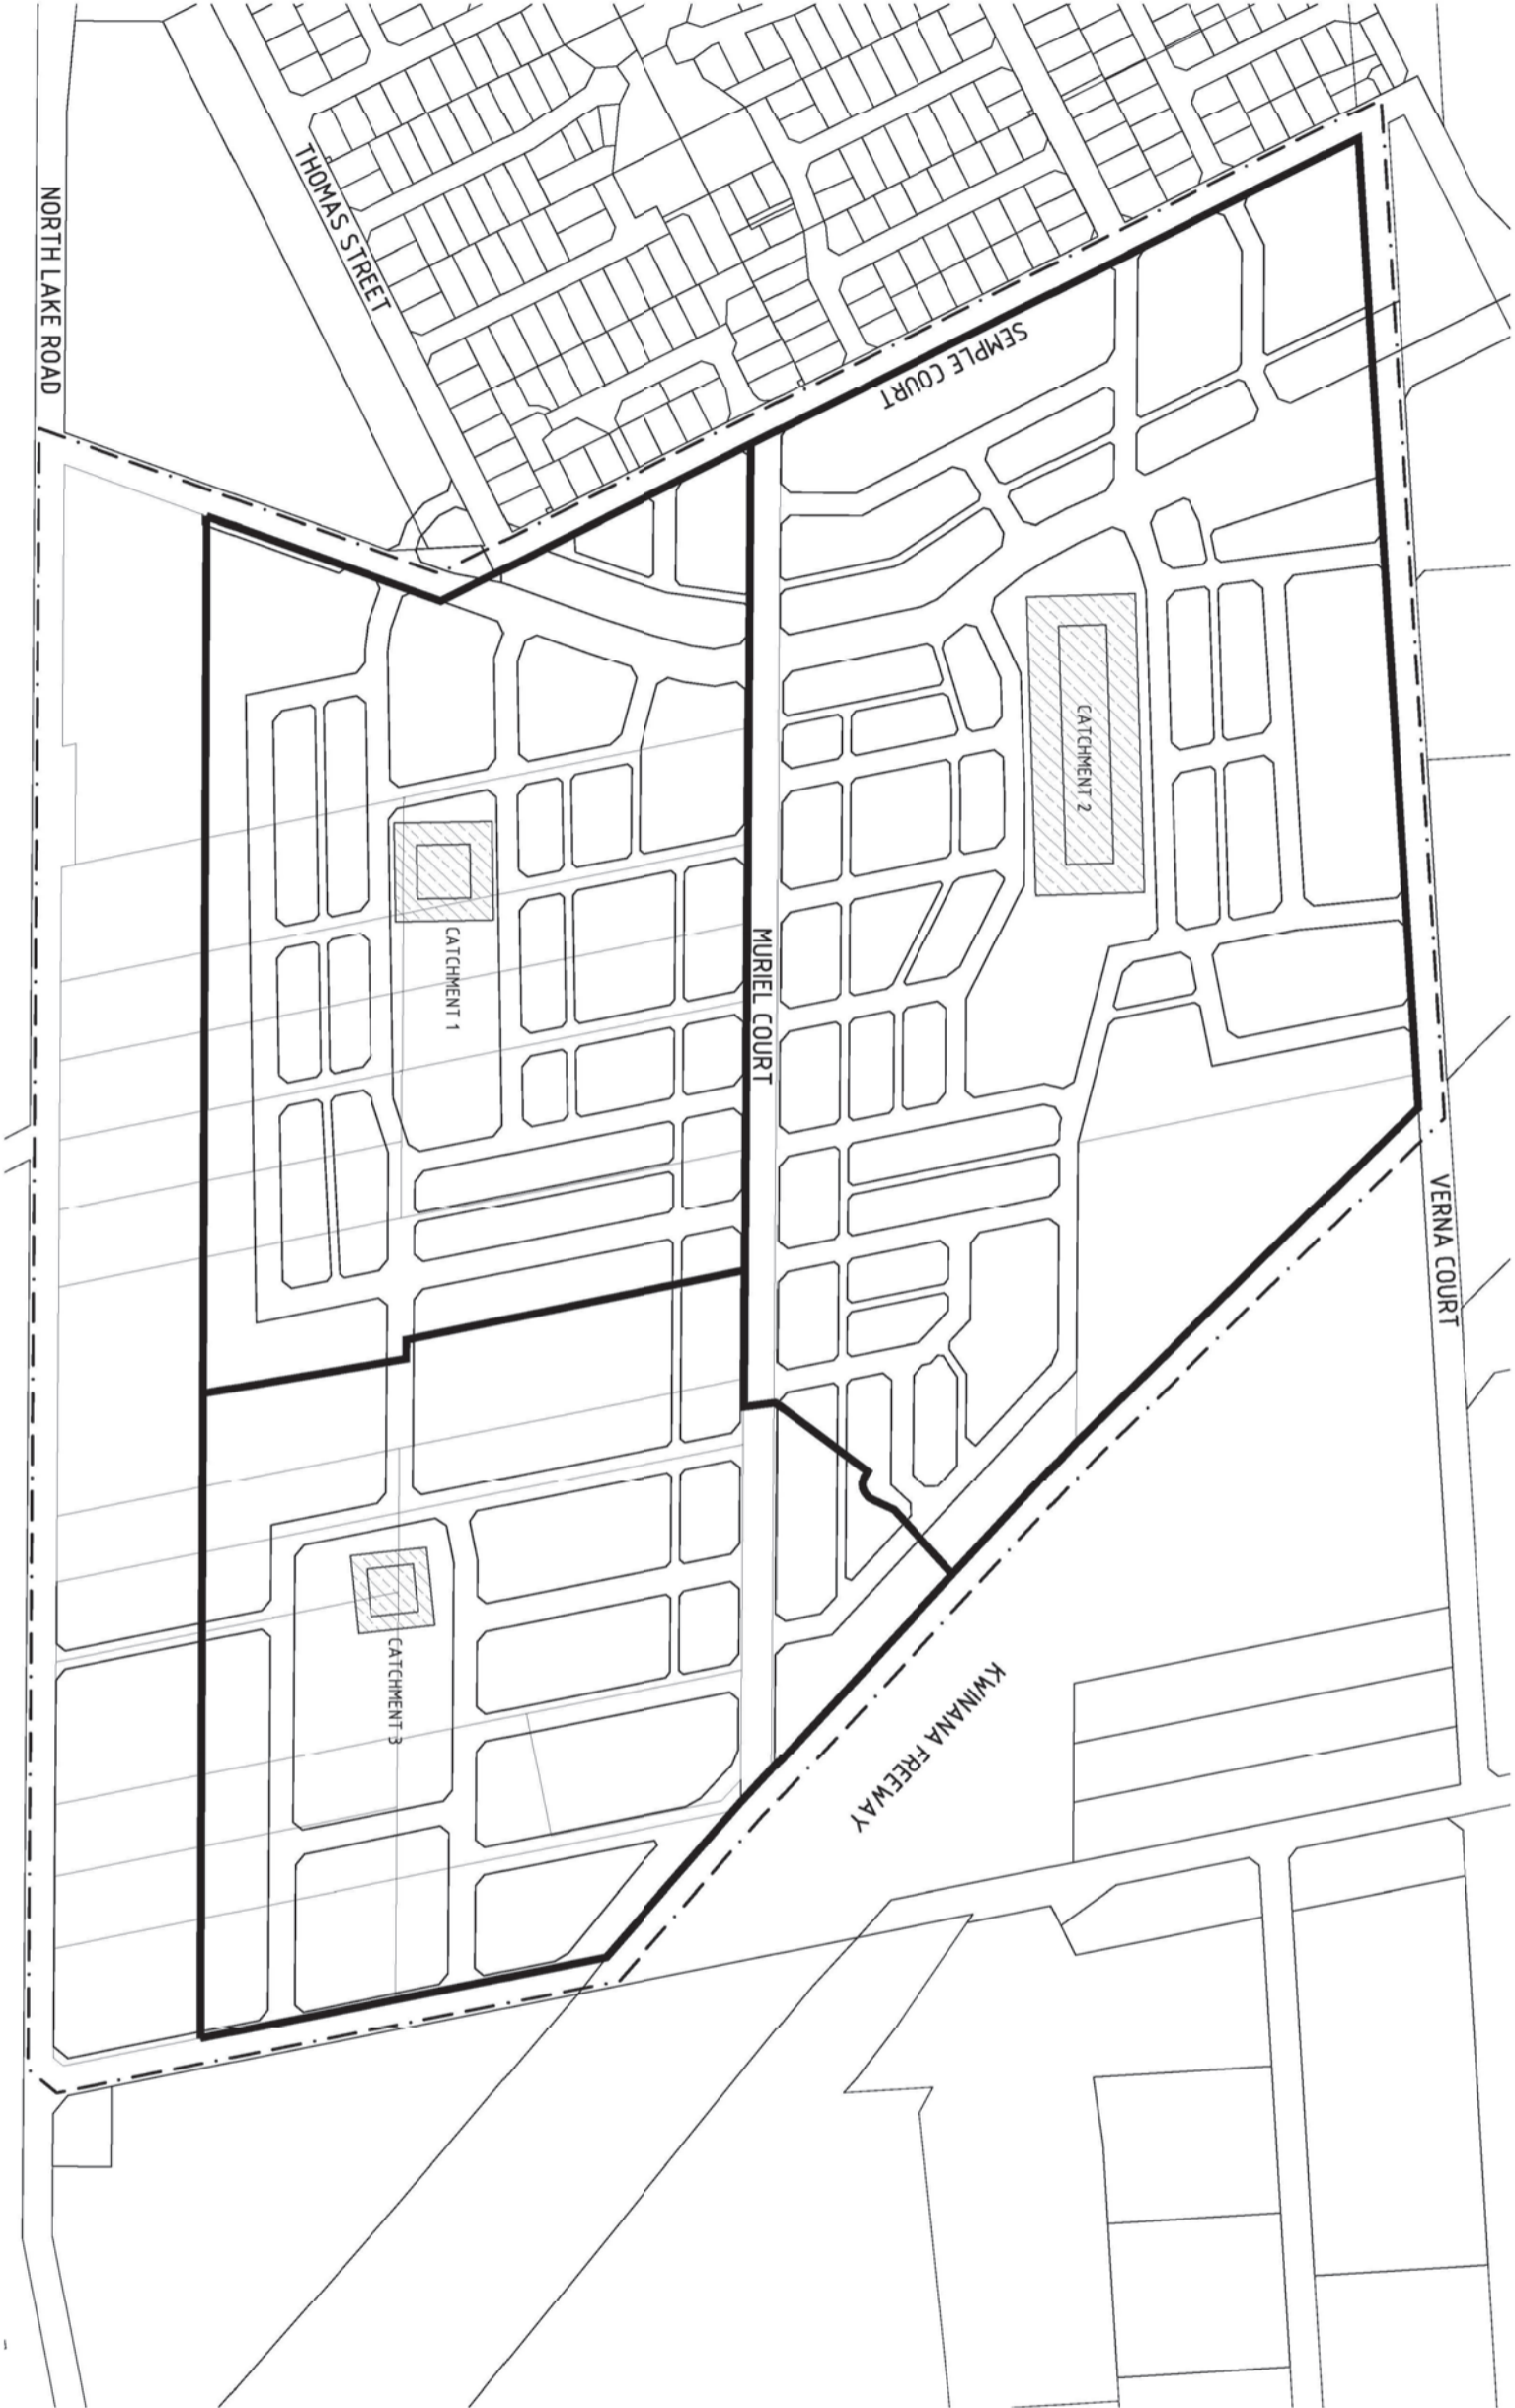 THOMAS STREET
NORTH LAKE ROAD
SEMPLE COURT
CATCHMENT 2
CATCHMENT 1
MURIEL COURT
VERNA COURT
CATCHMENT 3
KWINANA FREEWAY